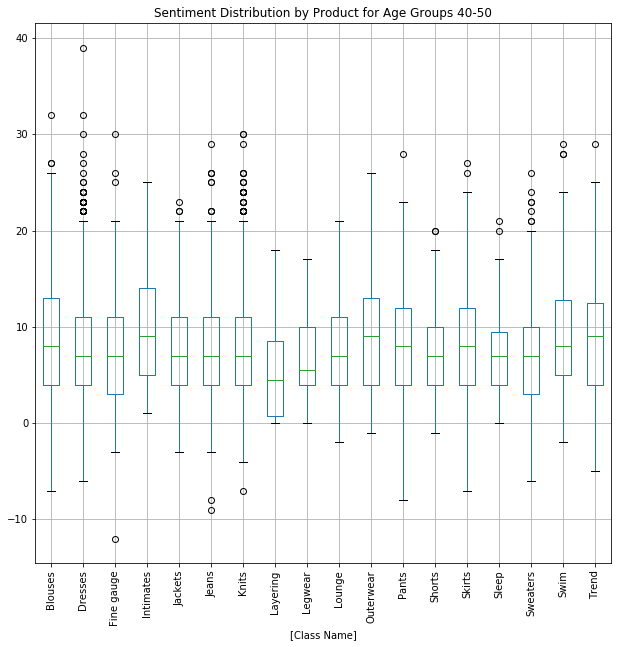 Sentiment Distribution by Product for Age Groups 40-50
40
30
20
10
0
−10
Blouses
Dresses
Fine gauge
Intimates
Jackets
Jeans
Knits
Layering
Legwear
Lounge
Outerwear
Pants
Shorts
Skirts
Sleep
Sweaters
Swim
Trend
[Class Name]